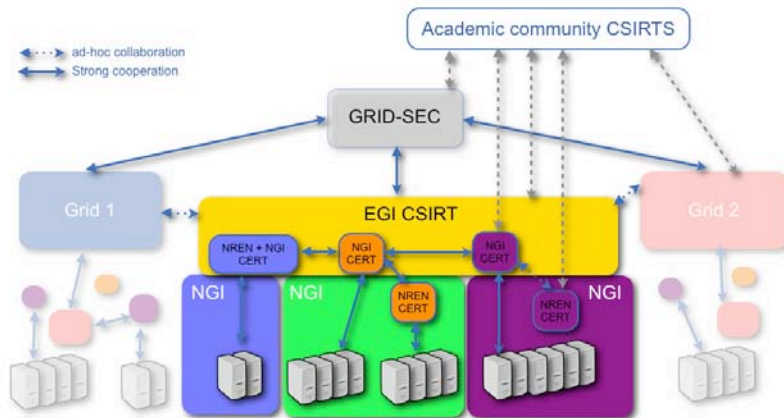 Academic community CSIRTS
ad-hoc collaboration
Strong cooperation
GRID-SEC
Grid 1
EGI CSIRT
Grid 2
NREN + NGI
CERT
NGI
CERT
NGI
CERT
NGI
NGI
NGI
NREN
CERT
NREN
CERT